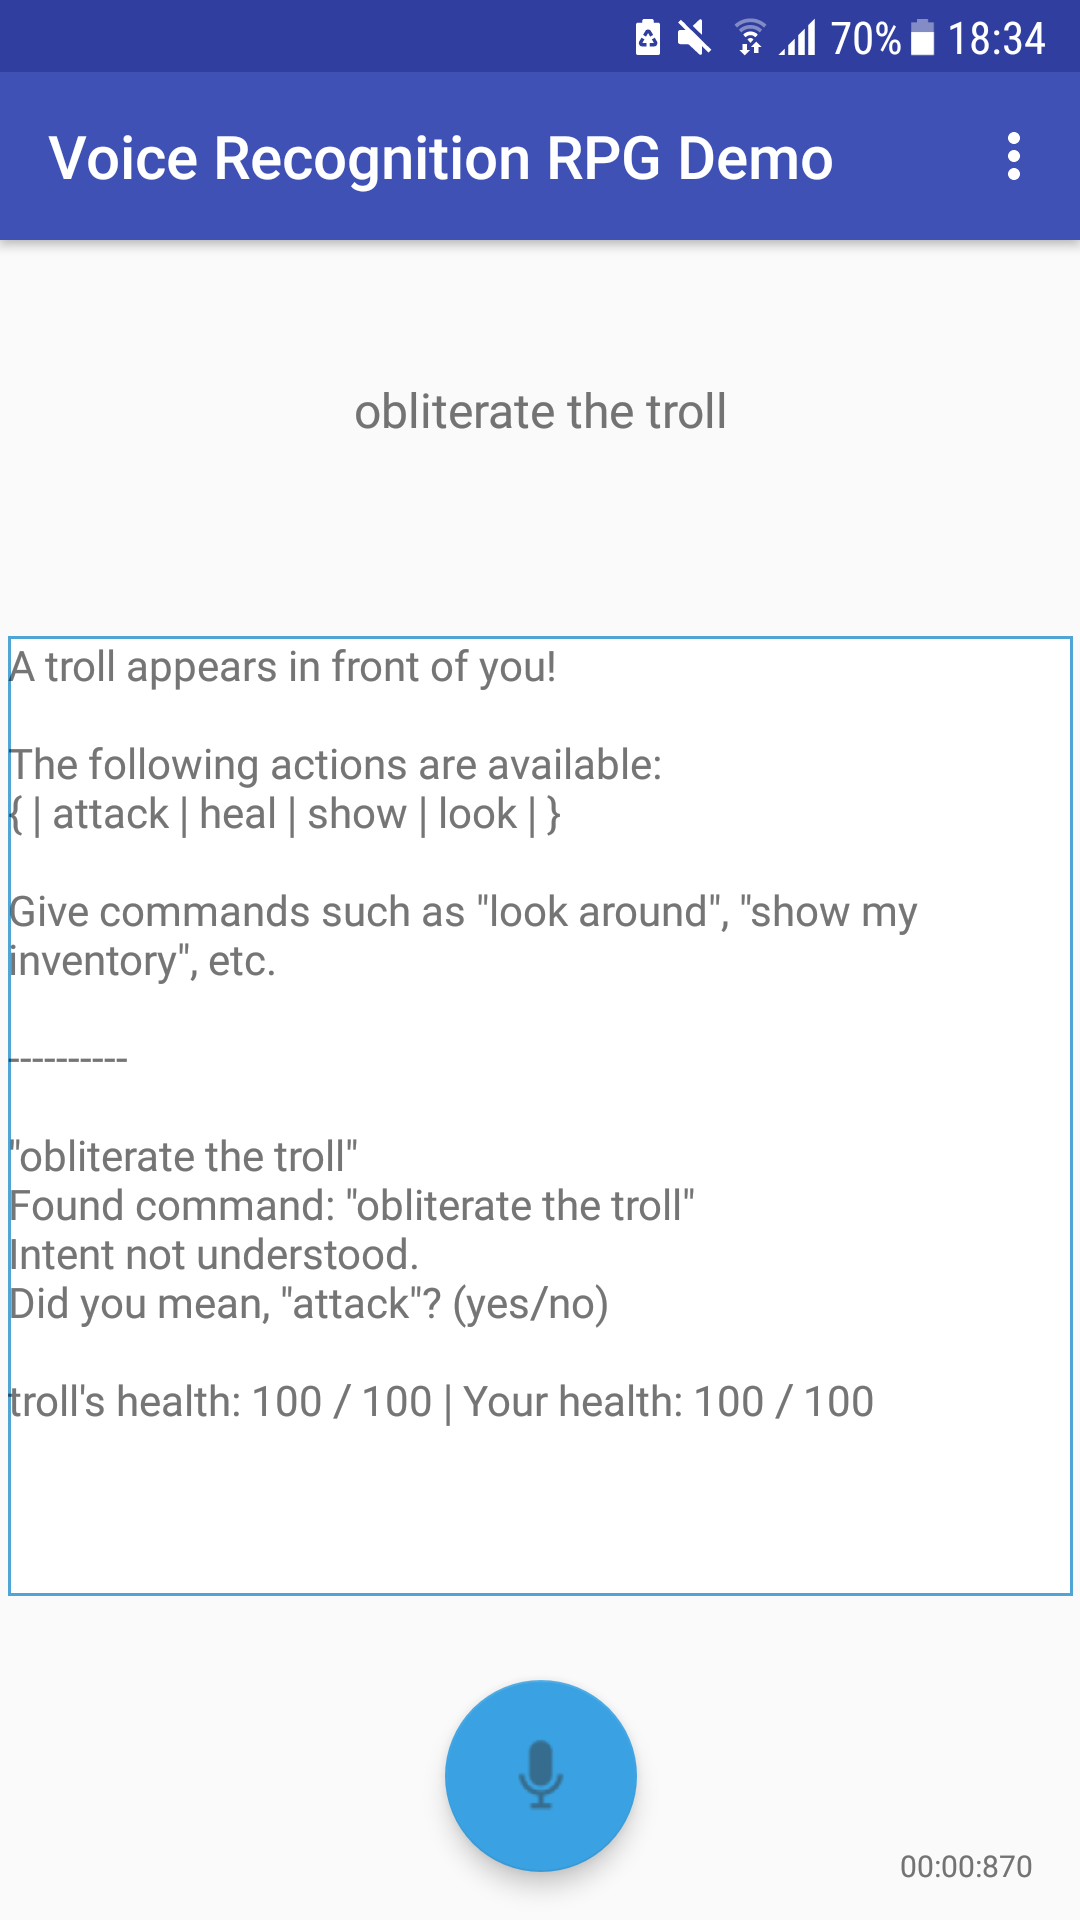 70% 18:34
Voice Recognition RPG Demo
obliterate the troll
A troll appears in front of you!
The following actions are available:
{ | attack | heal | show | look | }
Give commands such as "look around", "show my
inventory", etc.
----------
"obliterate the troll"
Found command: "obliterate the troll"
Intent not understood.
Did you mean, "attack"? (yes/no)
troll's health: 100 / 100 | Your health: 100 / 100
00:00:870